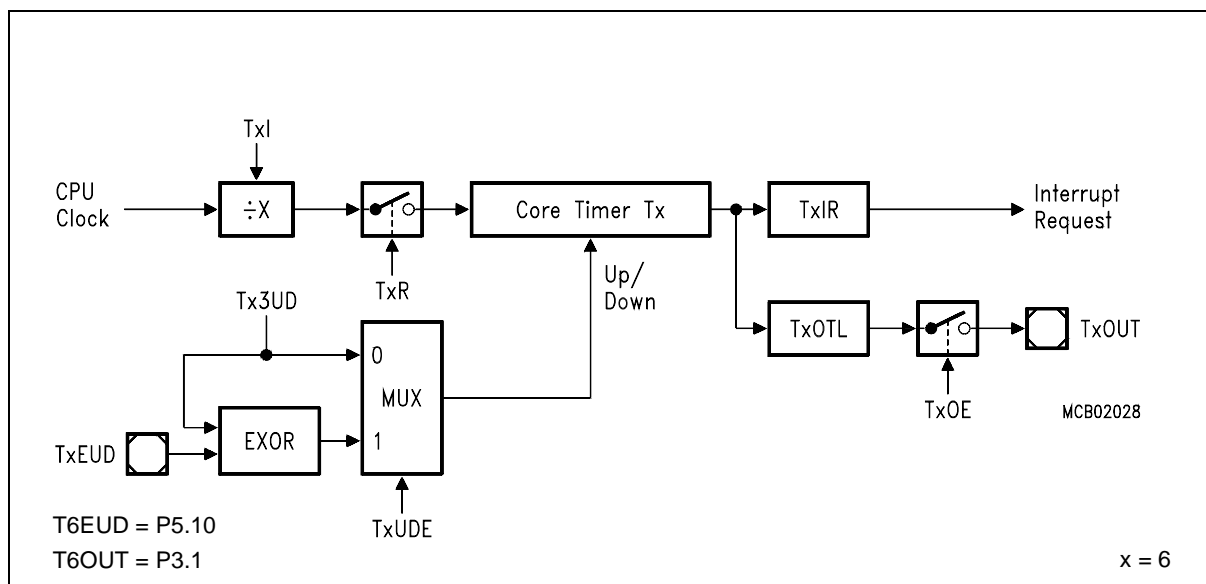 TxI
CPU
Clock
÷X
Core Timer Tx
TxIR
Interrupt
Request
TxR
Up/
Down
Tx3UD
0
MUX
1
TxOTL
TxOUT
TxOE
MCB02028
EXOR
TxEUD
TxUDE
T6EUD = P5.10
T6OUT = P3.1
x = 6